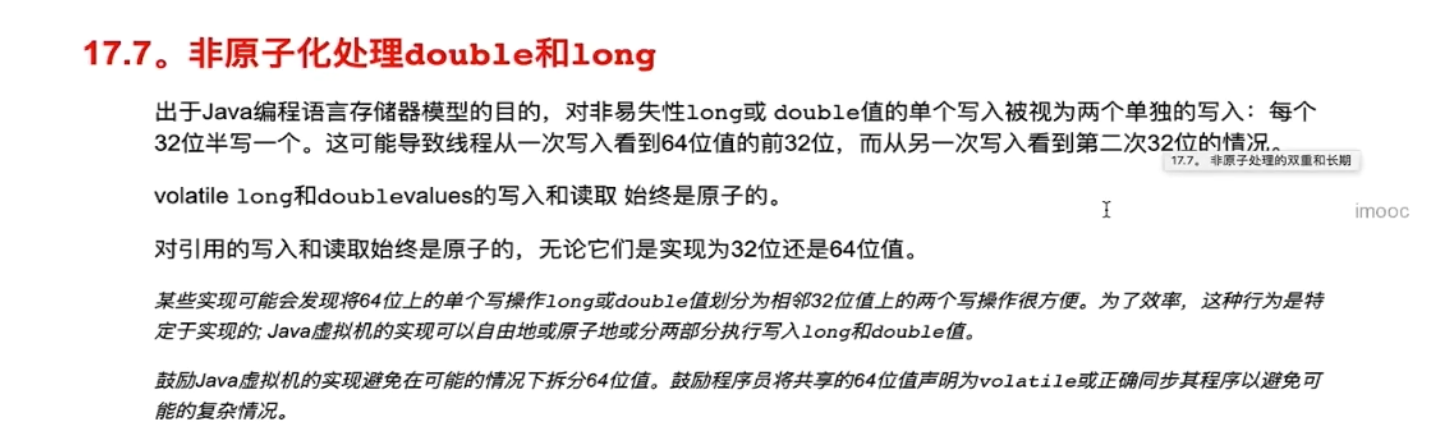 17.7。非原子化处理double和long
出于Java编程语言存储器模型的目的，对非易失性long或 double值的单个写入被视为两个单独的写入：每个
32位半写一个。这可能导致线程从一次写入看到64位值的前32位，而从另一次写入看到第二次32位的情况。
17.7。 非原子处理的双重和长期
volatile long和doublevalues的写入和读取 始终是原子的。
imooc
对引用的写入和读取始终是原子的，无论它们是实现为32位还是64位值。
某些实现可能会发现将64位上的单个写操作long或double值划分为相邻32位值上的两个写操作很方便。为了效率，这种行为是特
定于实现的; Java虚拟机的实现可以自由地或原子地或分两部分执行写入long和double值。
鼓励Java虚拟机的实现避免在可能的情况下拆分64位值。鼓励程序员将共享的64位值声明为volatile或正确同步其程序以避免可
能的复杂情况。